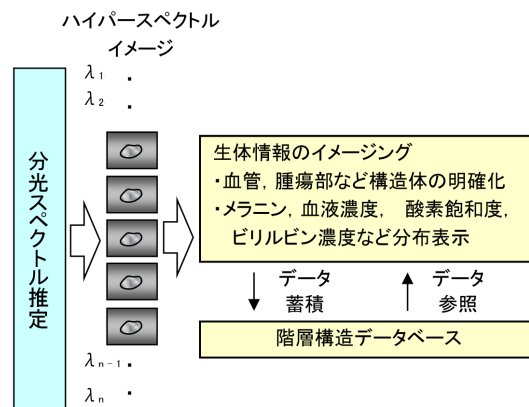 ハイパースペクトル
イメージ
λ1
λ2
分光スペクトル推定
生体情報のイメージング
・血管，腫瘍部など構造体の明確化
・メラニン，血液濃度， 酸素飽和度，
ビリルビン濃度など分布表示
データ
蓄積
データ
参照
階層構造データベース
λn-1
λn